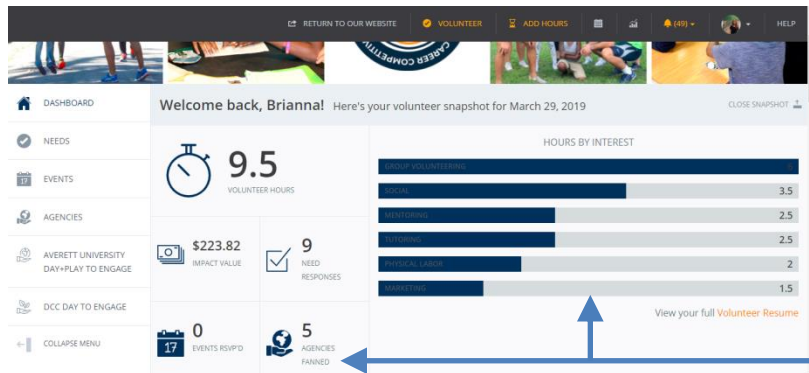 RETURN TO OUR WEBSITE VOLUNTEER ADD HOURS (49) HELP
DASHBOARD
NEEDS
17 EVENTS
AGENCIES
AVERETT UNIVERSITY
DAY+PLAY TO ENGAGE
DCC DAY TO ENGAGE
COLLAPSE MENU
Welcome back, Brianna! Here's your volunteer snapshot for March 29, 2019 CLOSE SNAPSHOT
9.5
VOLUNTEER HOURS
$223.82
IMPACT VALUE
9
NEED
RESPONSES
17
0
EVENTS RSVP'D
5
AGENCIES
FANNED
HOURS BY INTEREST
GROUP VOLUNTEERING
SOCIAL 3.5
MENTORING 2.5
TUTORING 2.5
PHYSICAL LABOR 2
MARKETING 1.5
View your full Volunteer Resume